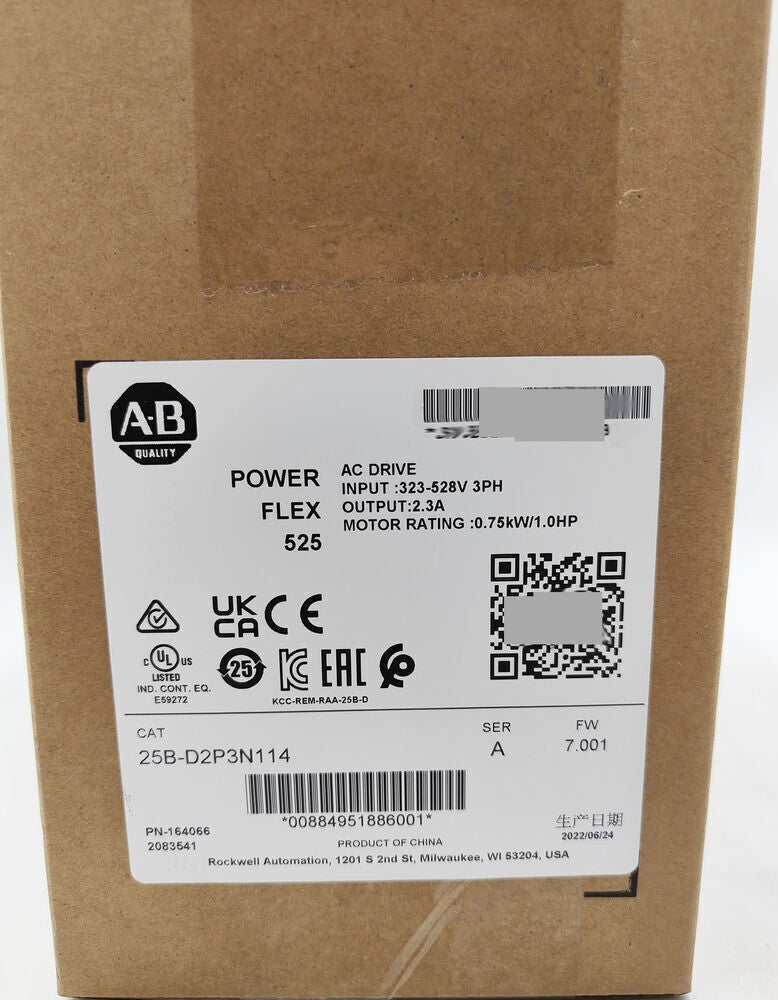 A-B
QUALITY
POWER
FLEX
525
AC DRIVE
INPUT :323-528V 3PH
OUTPUT:2.3A
MOTOR RATING :0.75kW/1.0HP
UK
CA
CE
C UL US
LISTED
IND. CONT. EQ.
E59272
25
KC
EAC
KCC-REM-RAA-25B-D
CAT
25B-D2P3N114
SER
A
FW
7.001
*00884951886001*
PN-164066
2083541
生产日期
2022/06/24
PRODUCT OF CHINA
Rockwell Automation, 1201 S 2nd St, Milwaukee, WI 53204, USA